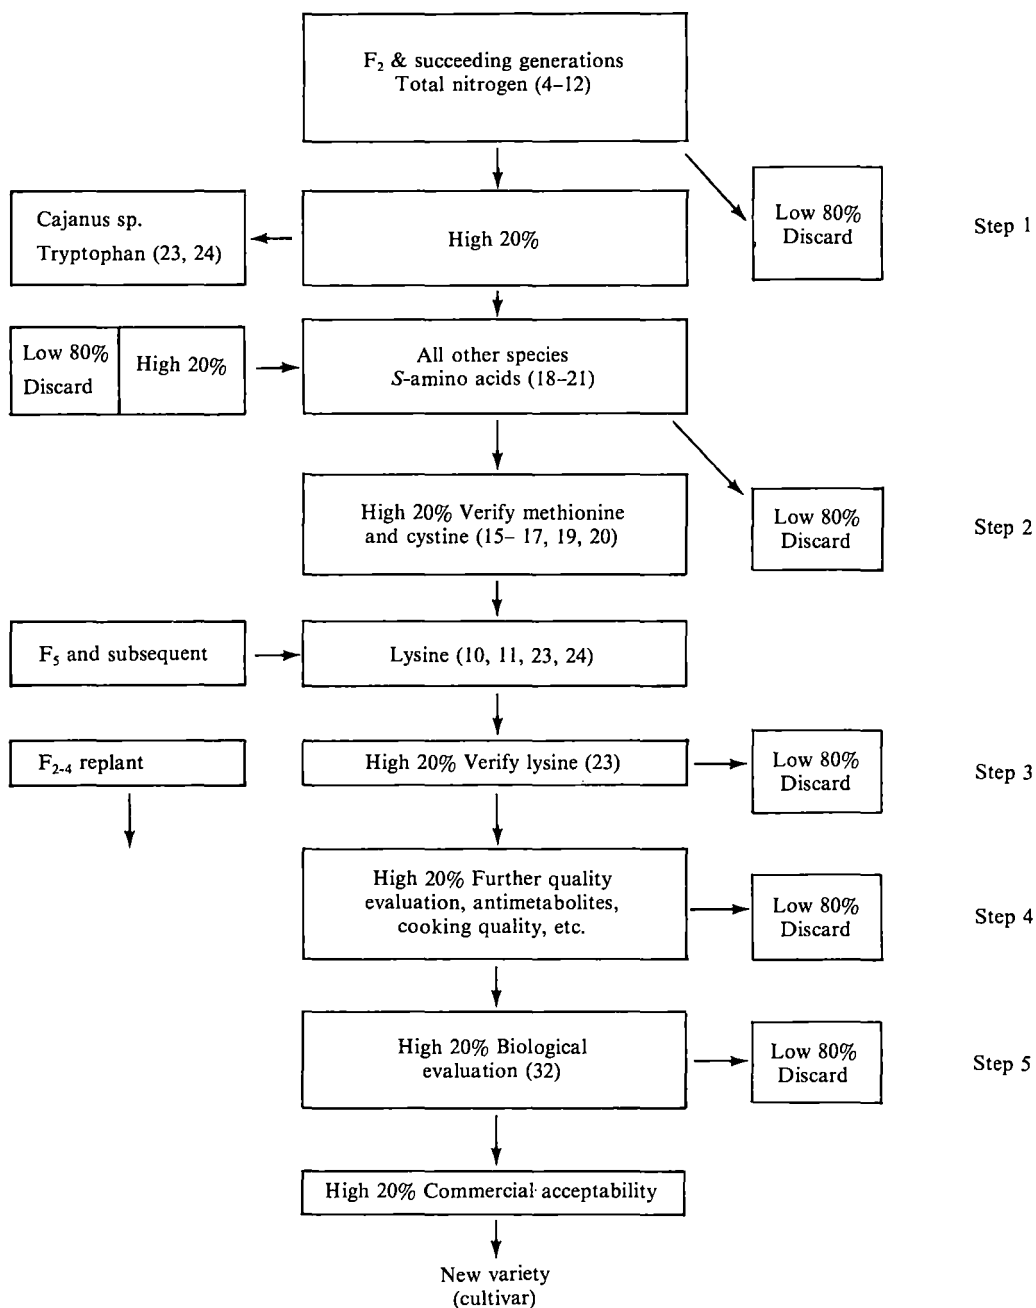 F₂ & succeeding generations
Total nitrogen (4–12)
Low 80%
Discard
Step 1
Cajanus sp.
Tryptophan (23, 24)
High 20%
Low 80%
Discard
High 20%
All other species
S-amino acids (18–21)
High 20% Verify methionine
and cystine (15– 17, 19, 20)
Low 80%
Discard
Step 2
F₅ and subsequent
Lysine (10, 11, 23, 24)
F₂₋₄ replant
High 20% Verify lysine (23)
Low 80%
Discard
Step 3
High 20% Further quality
evaluation, antimetabolites,
cooking quality, etc.
Low 80%
Discard
Step 4
High 20% Biological
evaluation (32)
Low 80%
Discard
Step 5
High 20% Commercial acceptability
New variety
(cultivar)